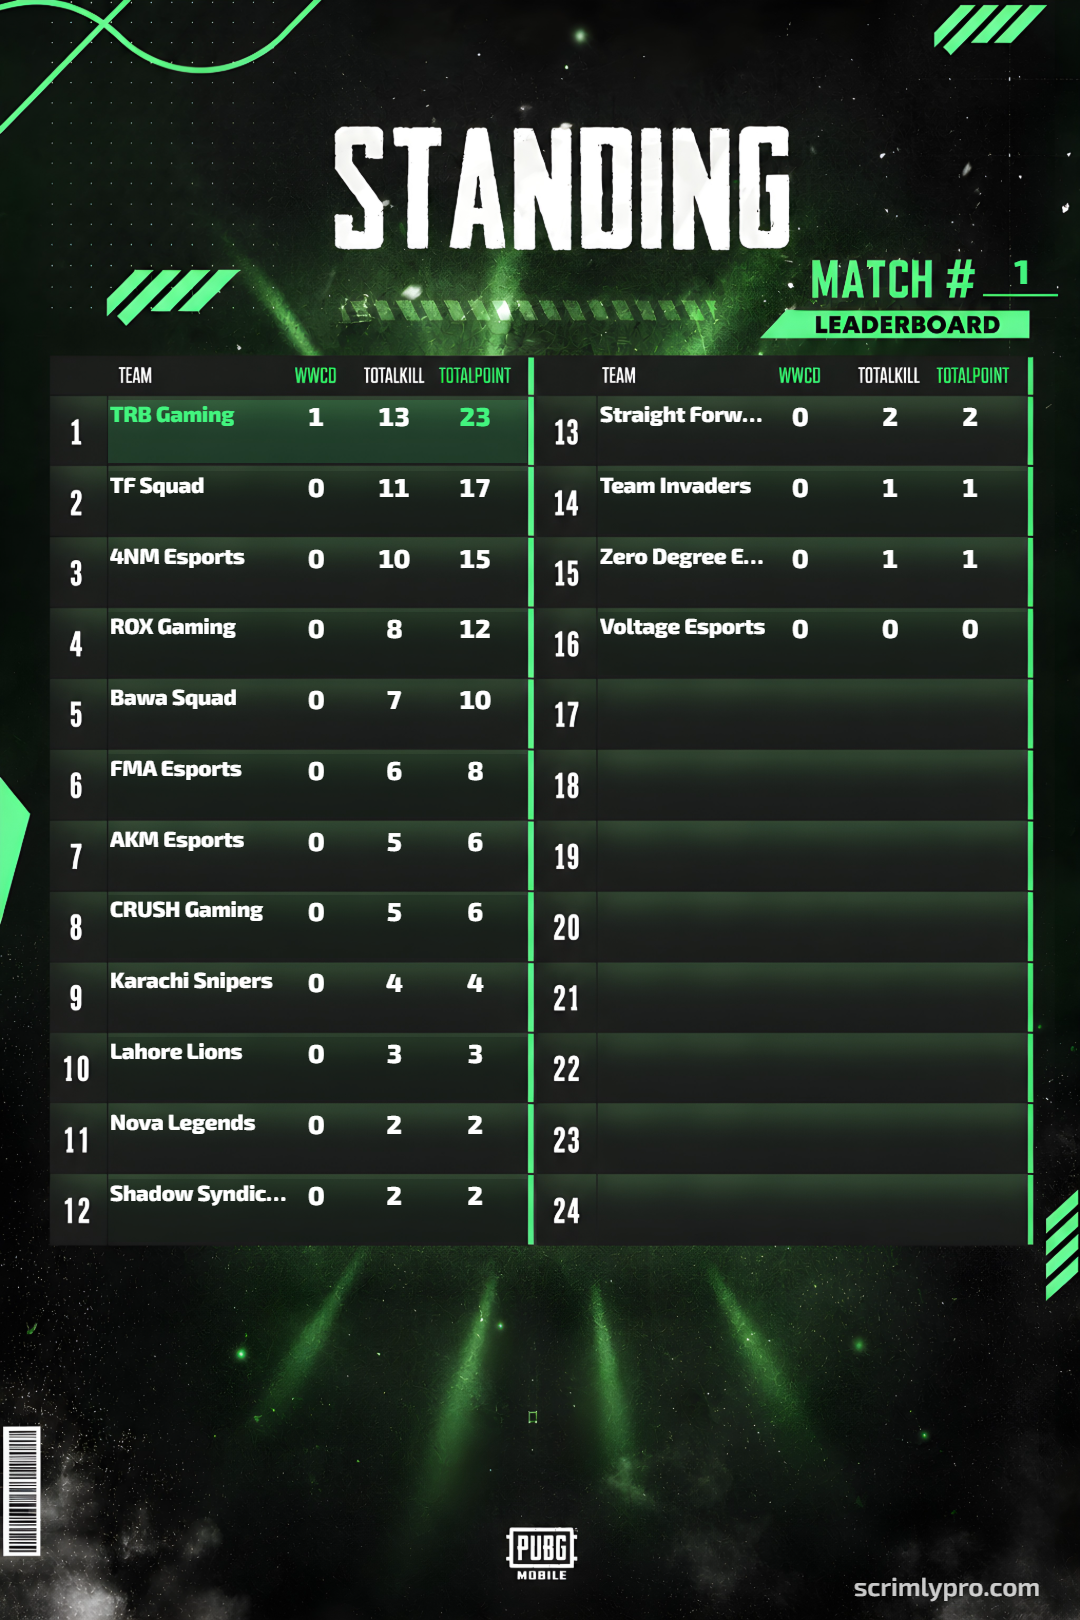 STANDING
MATCH # 1
LEADERBOARD
TEAM WWCD TOTALKILL TOTALPOINT
1 TRB Gaming 1 13 23
2 TF Squad 0 11 17
3 4NM Esports 0 10 15
4 ROX Gaming 0 8 12
5 Bawa Squad 0 7 10
6 FMA Esports 0 6 8
7 AKM Esports 0 5 6
8 CRUSH Gaming 0 5 6
9 Karachi Snipers 0 4 4
10 Lahore Lions 0 3 3
11 Nova Legends 0 2 2
12 Shadow Syndic... 0 2 2
TEAM WWCD TOTALKILL TOTALPOINT
13 Straight Forw... 0 2 2
14 Team Invaders 0 1 1
15 Zero Degree E... 0 1 1
16 Voltage Esports 0 0 0
17
18
19
20
21
22
23
24
PUBG
MOBILE
scrimlypro.com